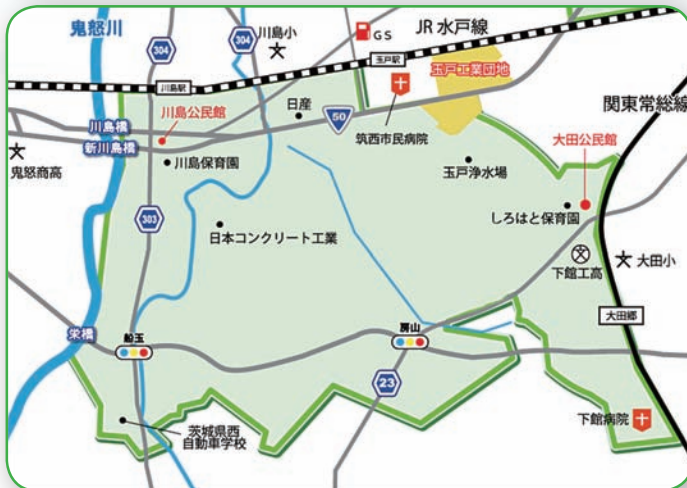 鬼怒川
304
304
川島小
GS
JR 水戸線
川島駅
玉戸駅
玉戸工業団地
川島公民館
日産
筑西市民病院
関東常総線
川島橋
50
新川島橋
大田公民館
鬼怒商高
川島保育園
玉戸浄水場
303
日本コンクリート工業
しろはと保育園
下館工高
大田小
大田郷
栄橋
船玉
房山
23
茨城県西
自動車学校
下館病院